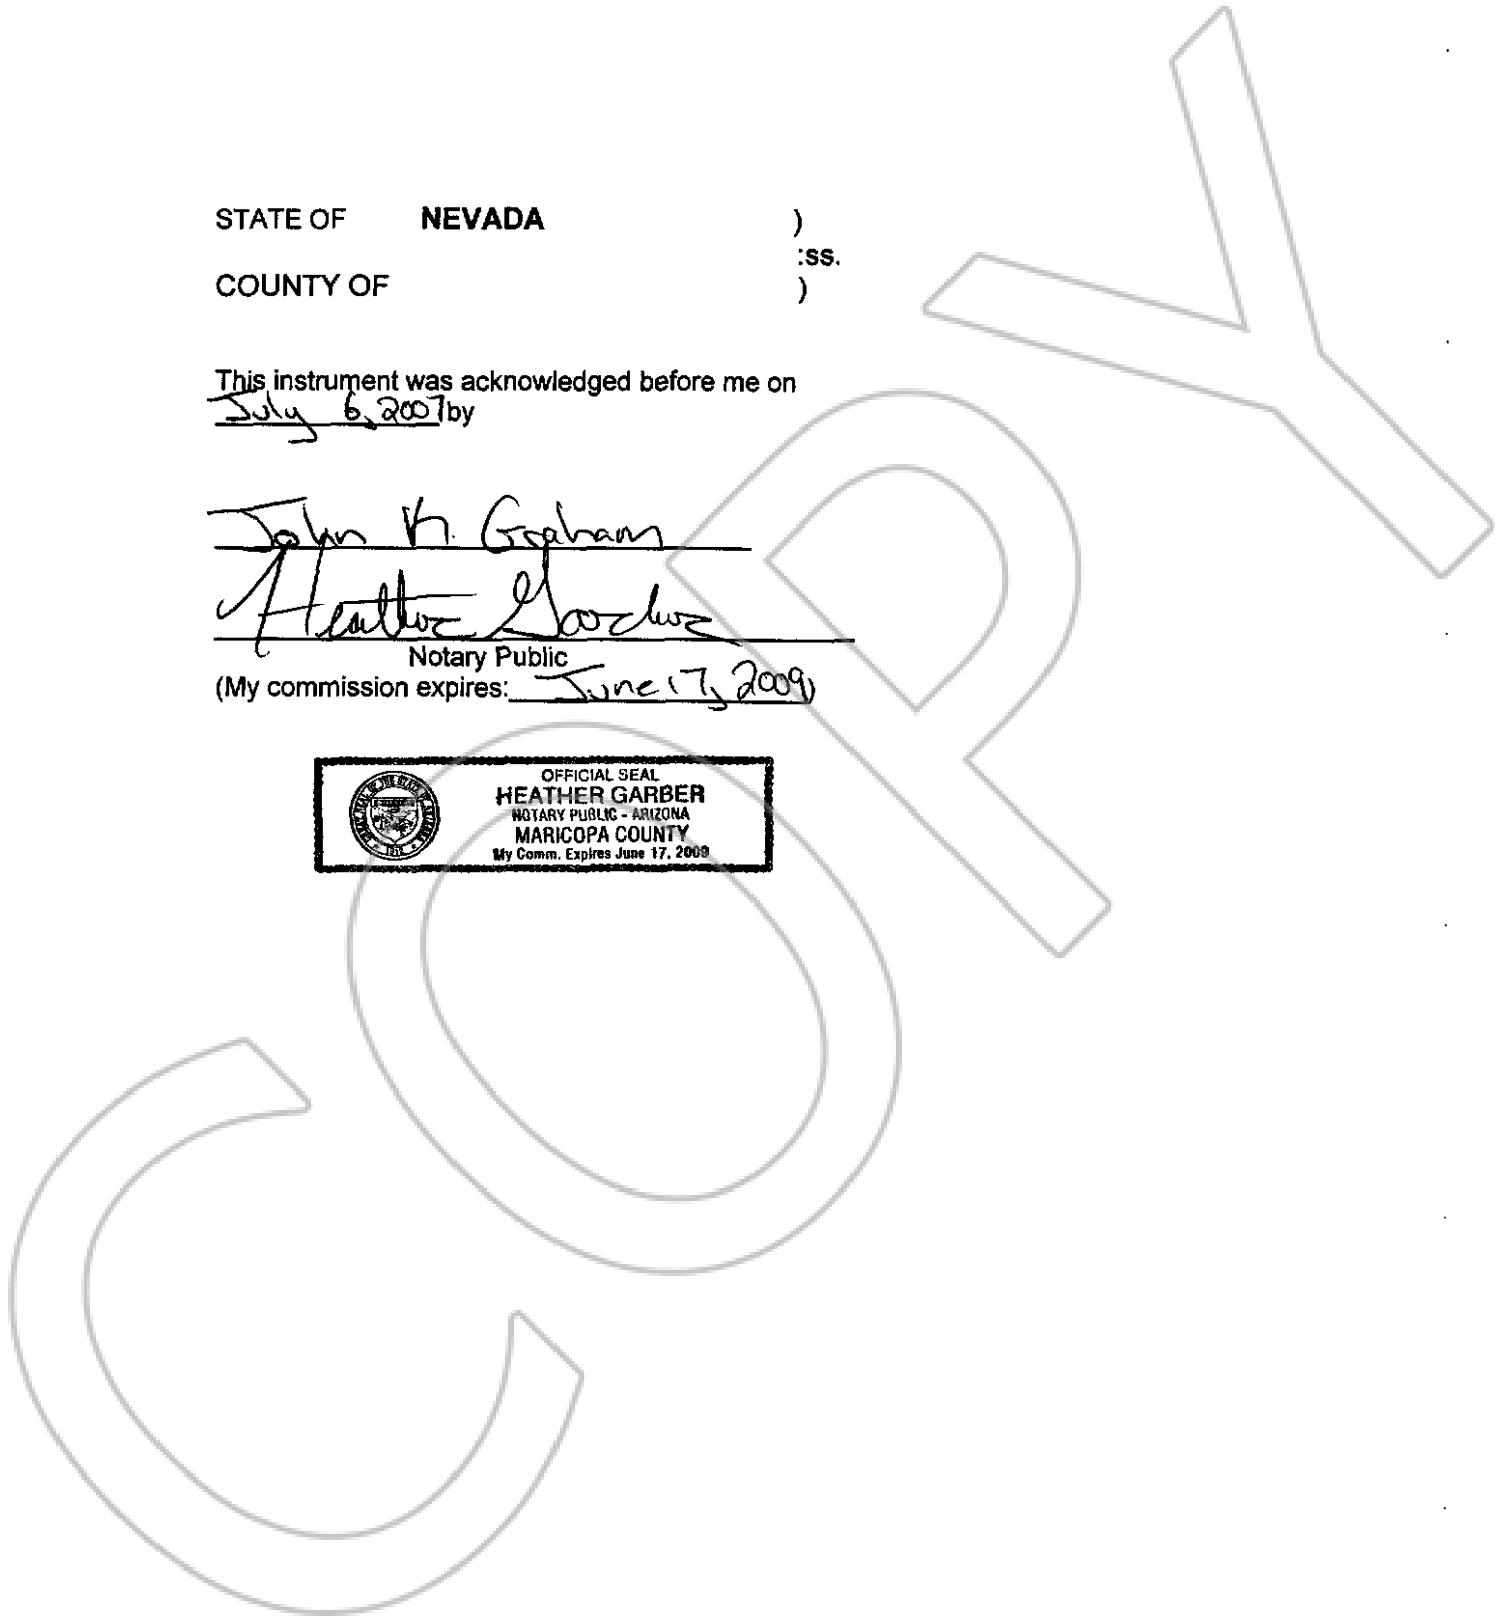 STATE OF NEVADA )
:ss.
COUNTY OF )
This instrument was acknowledged before me on
July 6, 2007 by
John K. Graham
Heather
Notary Public
(My commission expires: June 17, 2009)
OFFICIAL SEAL
HEATHER GARBER
NOTARY PUBLIC - ARIZONA
MARICOPA COUNTY
My Comm. Expires June 17, 2009
COPY